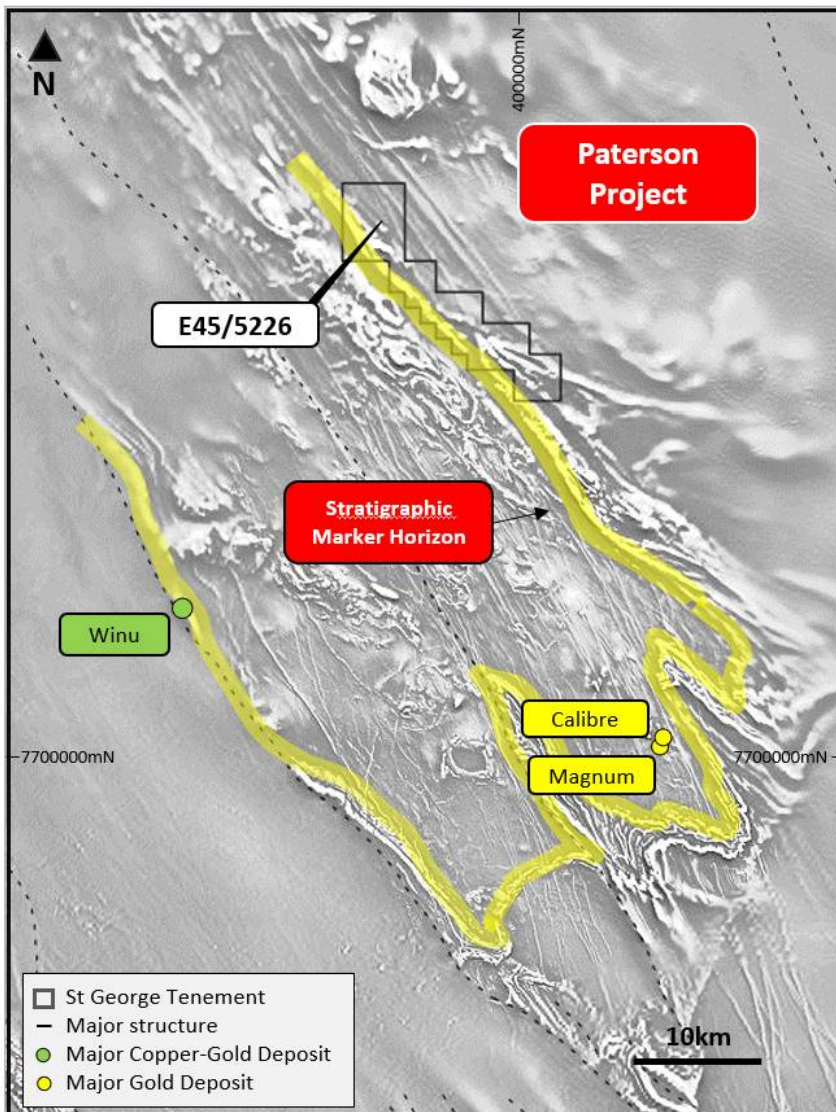 N
400000mN
Paterson
Project
E45/5226
Stratigraphic
Marker Horizon
Winu
Calibre
Magnum
7700000mN
7700000mN
St George Tenement
Major structure
Major Copper-Gold Deposit
Major Gold Deposit
10km